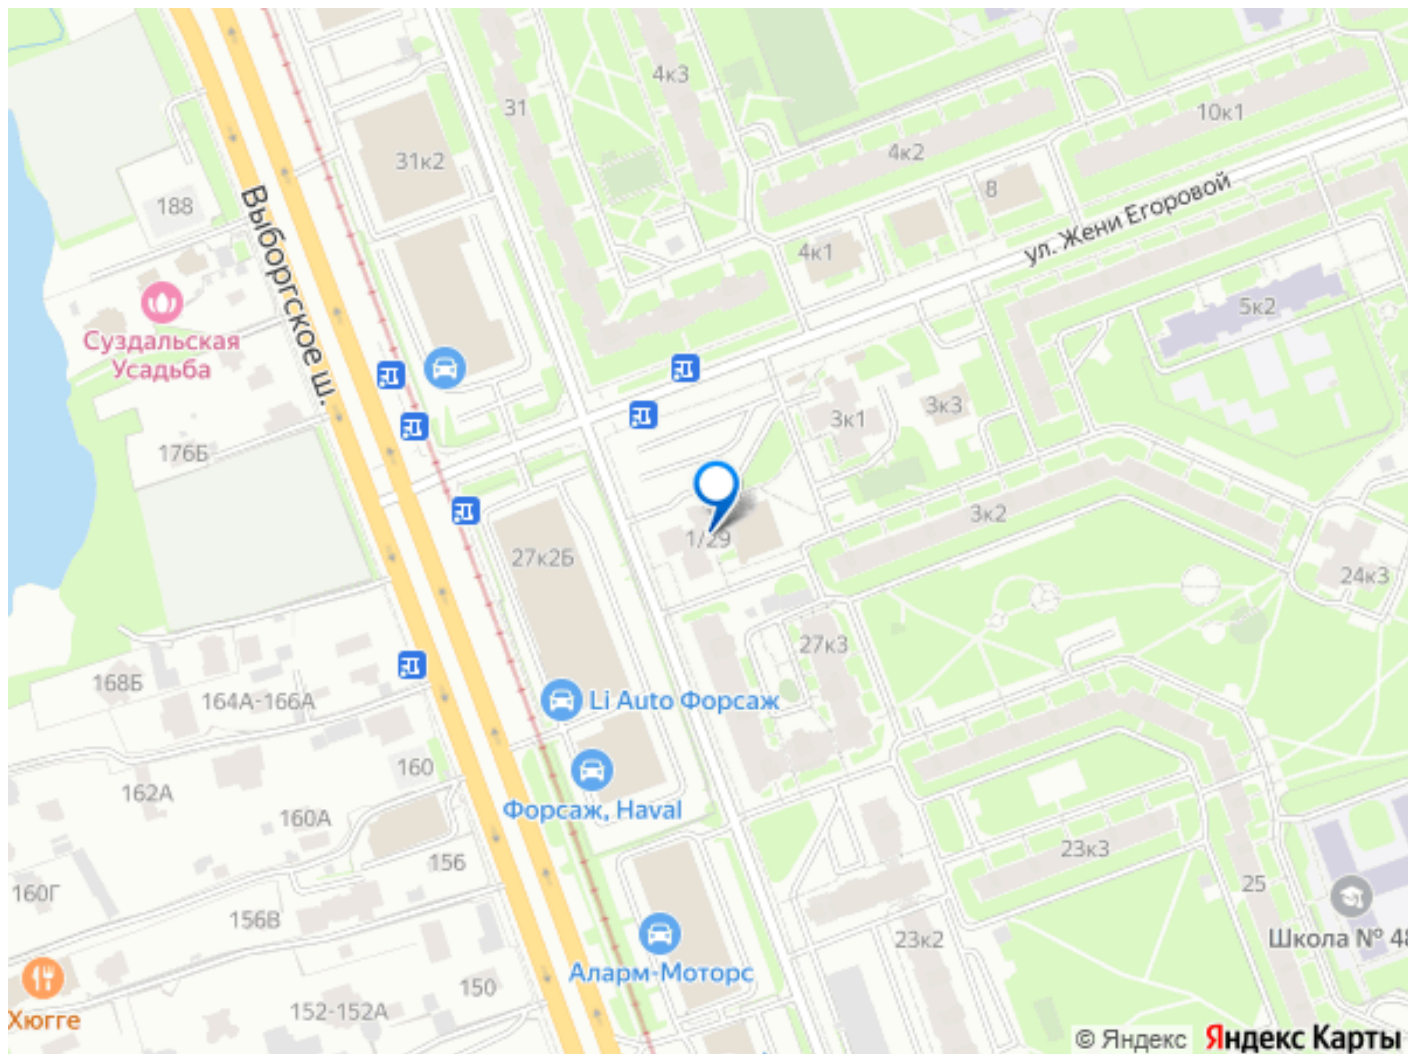 31
4к3
10к1
31к2
4к2
188
8
Выборгское ш.
ул. Жени Егоровой
4к1
5к2
Суздальская
Усадьба
3к3
3к1
176Б
3к2
1/29
27к2Б
24к3
27к3
168Б
164А-166А
Li Auto Форсаж
160
162А
Форсаж, Haval
160А
23к3
156
25
160Г
156В
Школа № 48
23к2
Аларм-Моторс
150
152-152А
Хюгге
© Яндекс
Яндекс Карты